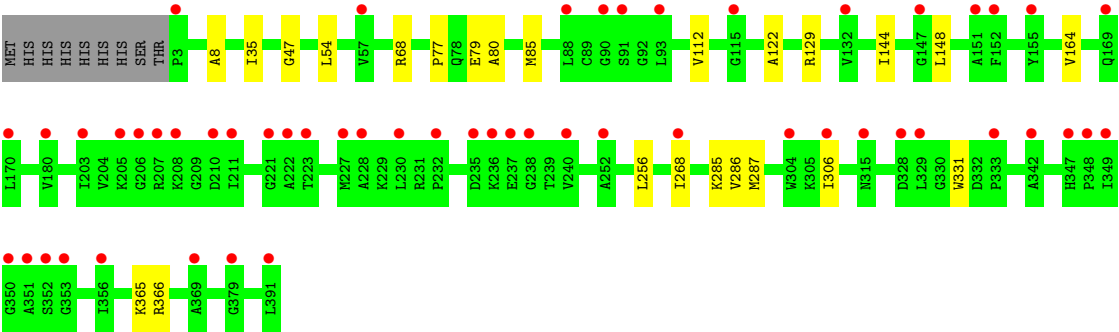 MET HIS HIS HIS HIS HIS HIS SER THR P3 A8 I35 G47 L54 V57 R68 P77 Q78 E79 A80 M85 L88 C89 G90 S91 L93 V112 G115 A122 R129 V132 I144 G147 L148 A151 F152 Y155 V164 Q169
L170 V180 I203 V204 K205 G206 R207 K208 G209 D210 I211 G221 A222 T223 M227 A228 K229 L230 R231 P232 D235 K236 E237 G238 T239 V240 A252 L256 I268 K285 V286 M287 W304 K305 I306 N315 D328 L329 G330 W331 D332 P333 A342 H347 P348 I349
G350 A351 S352 G353 I356 K365 R366 A369 G379 L391